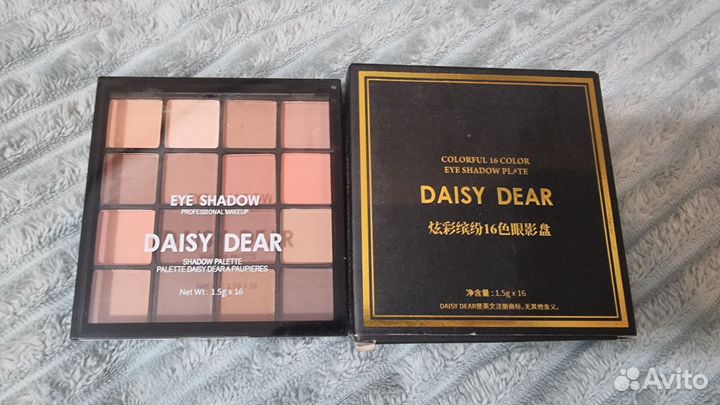 EYE SHADOW
PROFESSIONAL MAKEUP
DAISY DEAR
SHADOW PALETTE
PALETTE DAISY DEAR A PAUPIERES
Net Wt : 1.5g × 16
COLORFUL 16 COLOR
EYE SHADOW PLATE
DAISY DEAR
炫彩缤纷16色眼影盘
净含量：1.5g x 16
DAISY DEAR是英文注册商标，无其他含义。
Avito